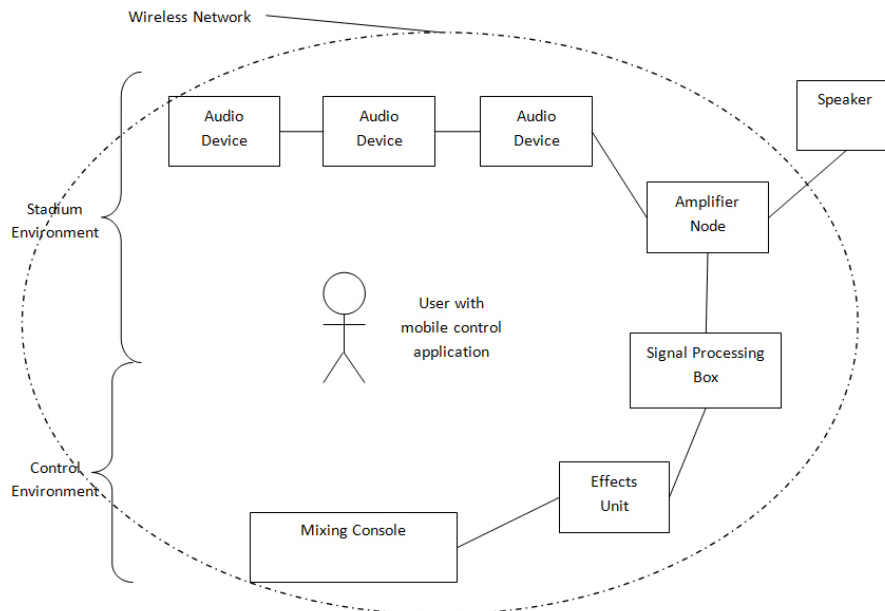 Wireless Network
Audio
Device
Audio
Device
Audio
Device
Speaker
Amplifier
Node
Stadium
Environment
User with
mobile control
application
Signal Processing
Box
Control
Environment
Effects
Unit
Mixing Console